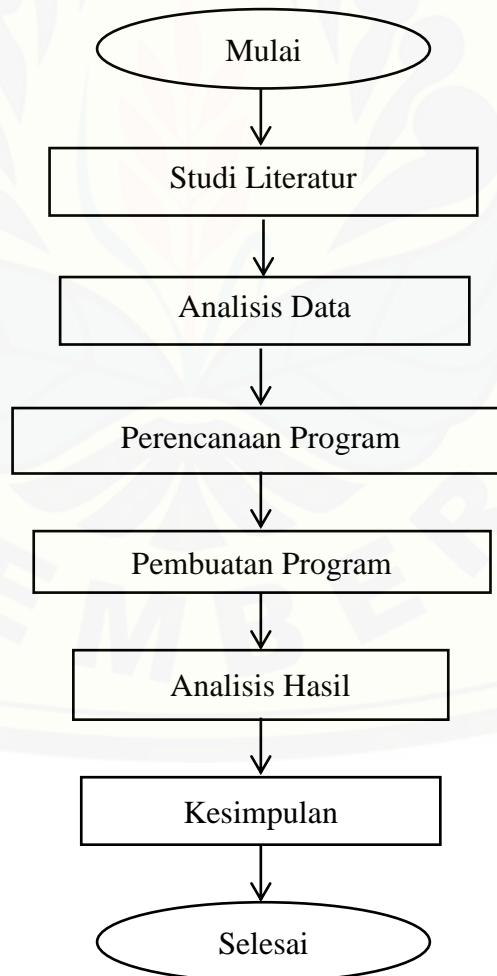 Mulai
Studi Literatur
Analisis Data
Perencanaan Program
Pembuatan Program
Analisis Hasil
Kesimpulan
Selesai